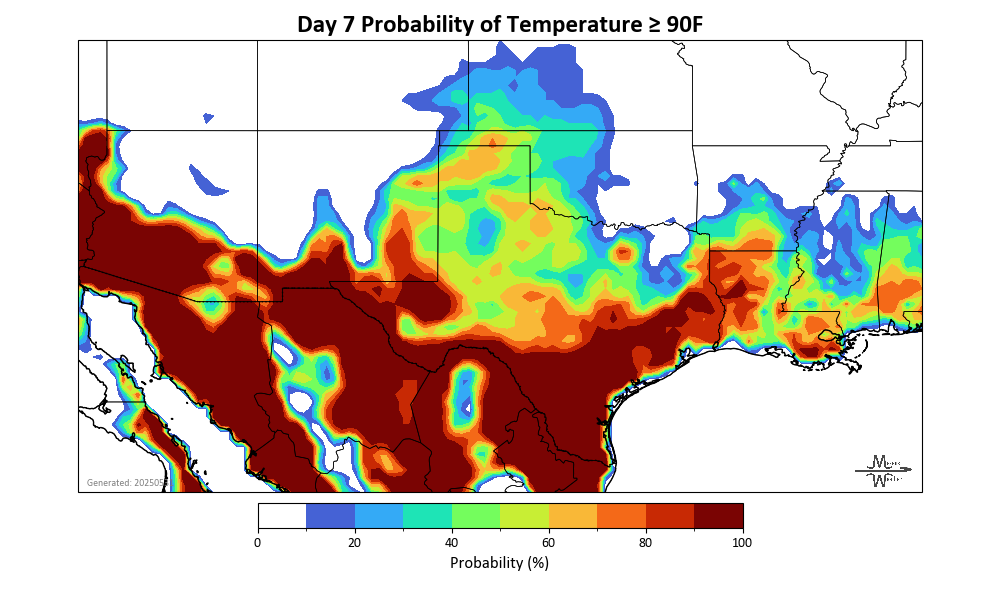 Day 7 Probability of Temperature ≥ 90F
Generated: 202505
0 20 40 60 80 100
Probability (%)